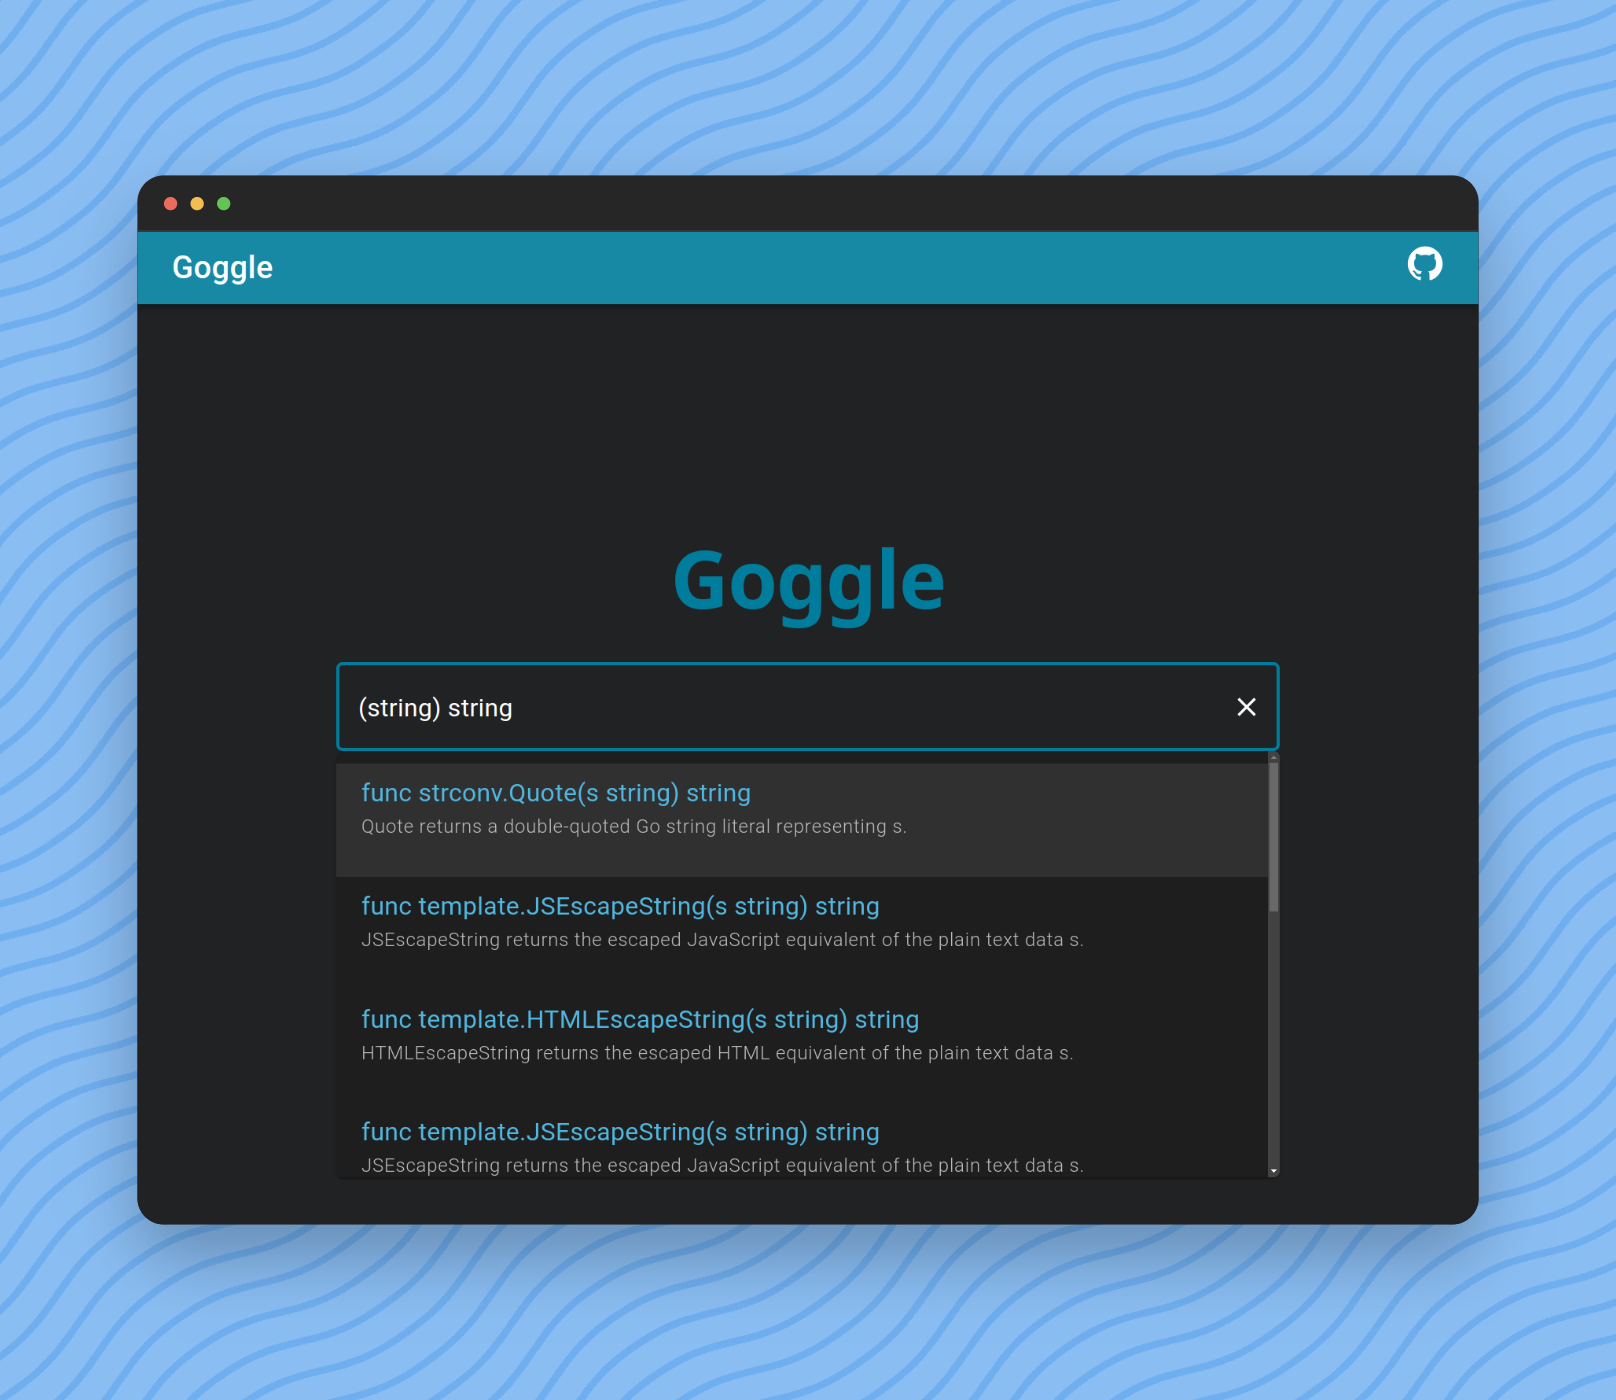 Goggle
Goggle
(string) string
func strconv.Quote(s string) string
Quote returns a double-quoted Go string literal representing s.
func template.JSEscapeString(s string) string
JSEscapeString returns the escaped JavaScript equivalent of the plain text data s.
func template.HTMLEscapeString(s string) string
HTMLEscapeString returns the escaped HTML equivalent of the plain text data s.
func template.JSEscapeString(s string) string
JSEscapeString returns the escaped JavaScript equivalent of the plain text data s.